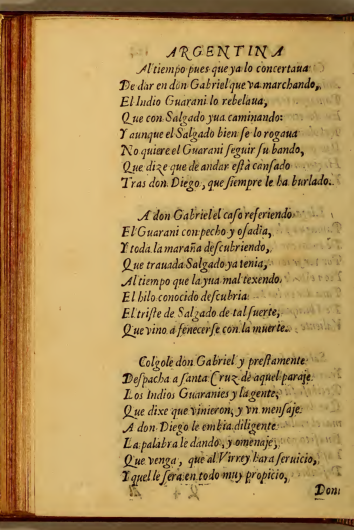 ARGENTINA
Al tiempo pues que ya lo concertaua
De dar en don Gabriel que va marchando,
El Indio Guarani lo rebelaua,
Que con Salgado yua caminando:
Y aunque el Salgado bien se lo rogaua
No quiere el Guarani seguir su bando,
Que dize que de andar està cansado
Tras don Diego, que siempre le ha burlado.
A don Gabriel el caso referiendo
El Guarani con pecho y osadia,
Y toda la maraña descubriendo,
Que trauada Salgado ya tenia,
Al tiempo que la yua mal texendo.
El hilo conocido descubria
El triste de Salgado de tal suerte,
Que vino à fenecerse con la muerte.
Colgole don Gabriel y prestamente
Despacha a santa Cruz de aquel paraje
Los Indios Guaranies y la gente,
Que dixe que vinieron, y vn mensaje
A don Diego le embia diligente
La palabra le dando, y omenaje,
Que venga, que al Virrey hara seruicio,
Y que el le sera en todo muy propicio,
Don: